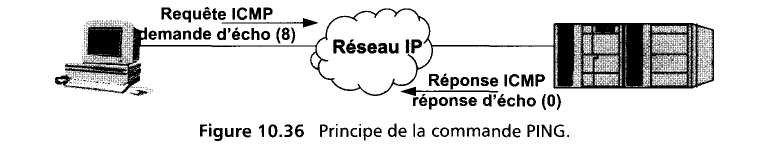 Requête ICMP
demande d'écho (8)
Réseau IP
Réponse ICMP
réponse d'écho (0)
Figure 10.36 Principe de la commande PING.